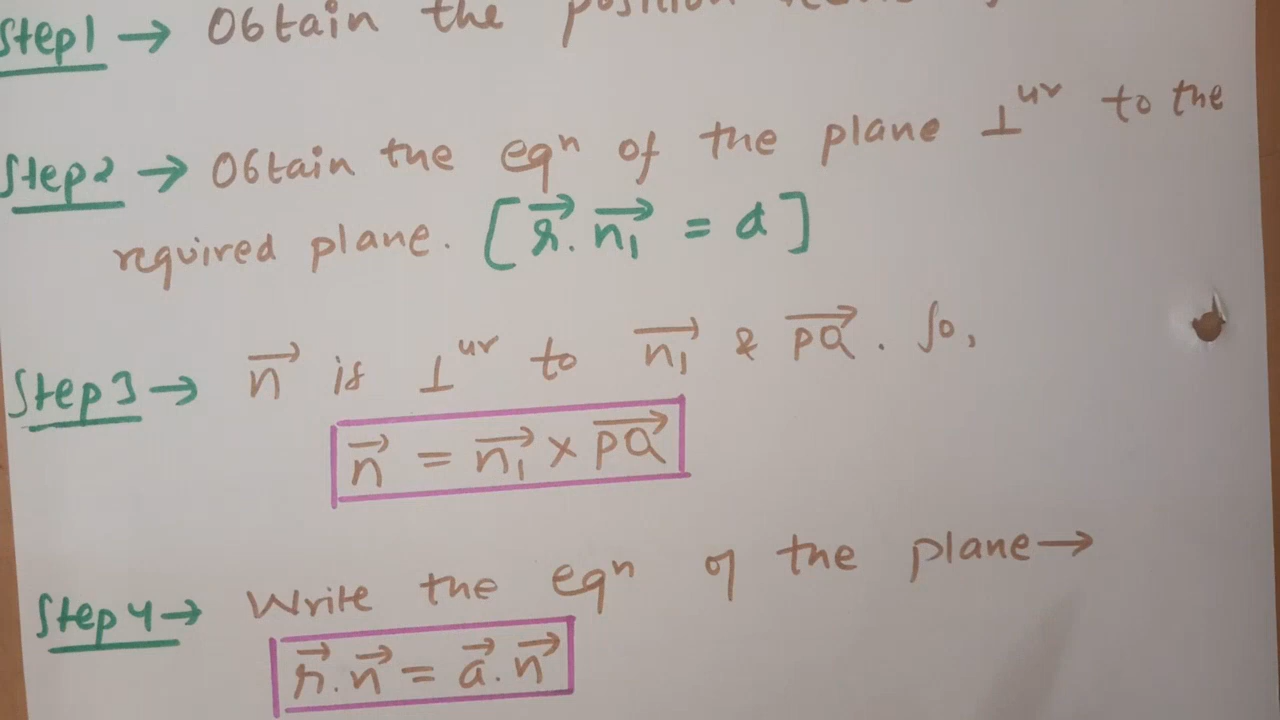 Step1 → Obtain the position
Step2 → Obtain the eqⁿ of the plane ⊥ᵘʳ to the
required plane. [r⃗.n⃗₁ = d]
Step3 → n⃗ is ⊥ᵘʳ to n⃗₁ & PQ⃗. So,
n⃗ = n⃗₁ × PQ⃗
Step4 → Write the eqⁿ of the plane →
r⃗.n⃗ = a⃗.n⃗